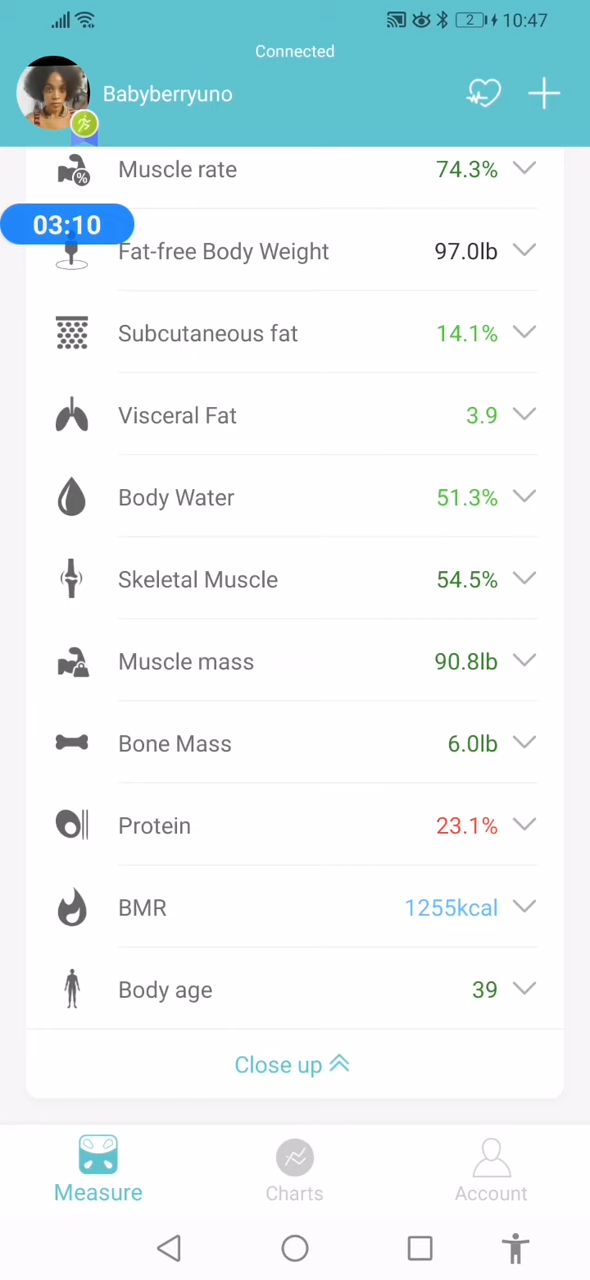 2 10:47
Connected
Babyberryuno
Muscle rate 74.3%
%
03:10
Fat-free Body Weight 97.0lb
Subcutaneous fat 14.1%
Visceral Fat 3.9
Body Water 51.3%
Skeletal Muscle 54.5%
Muscle mass 90.8lb
Bone Mass 6.0lb
Protein 23.1%
BMR 1255kcal
Body age 39
Close up
Measure Charts Account